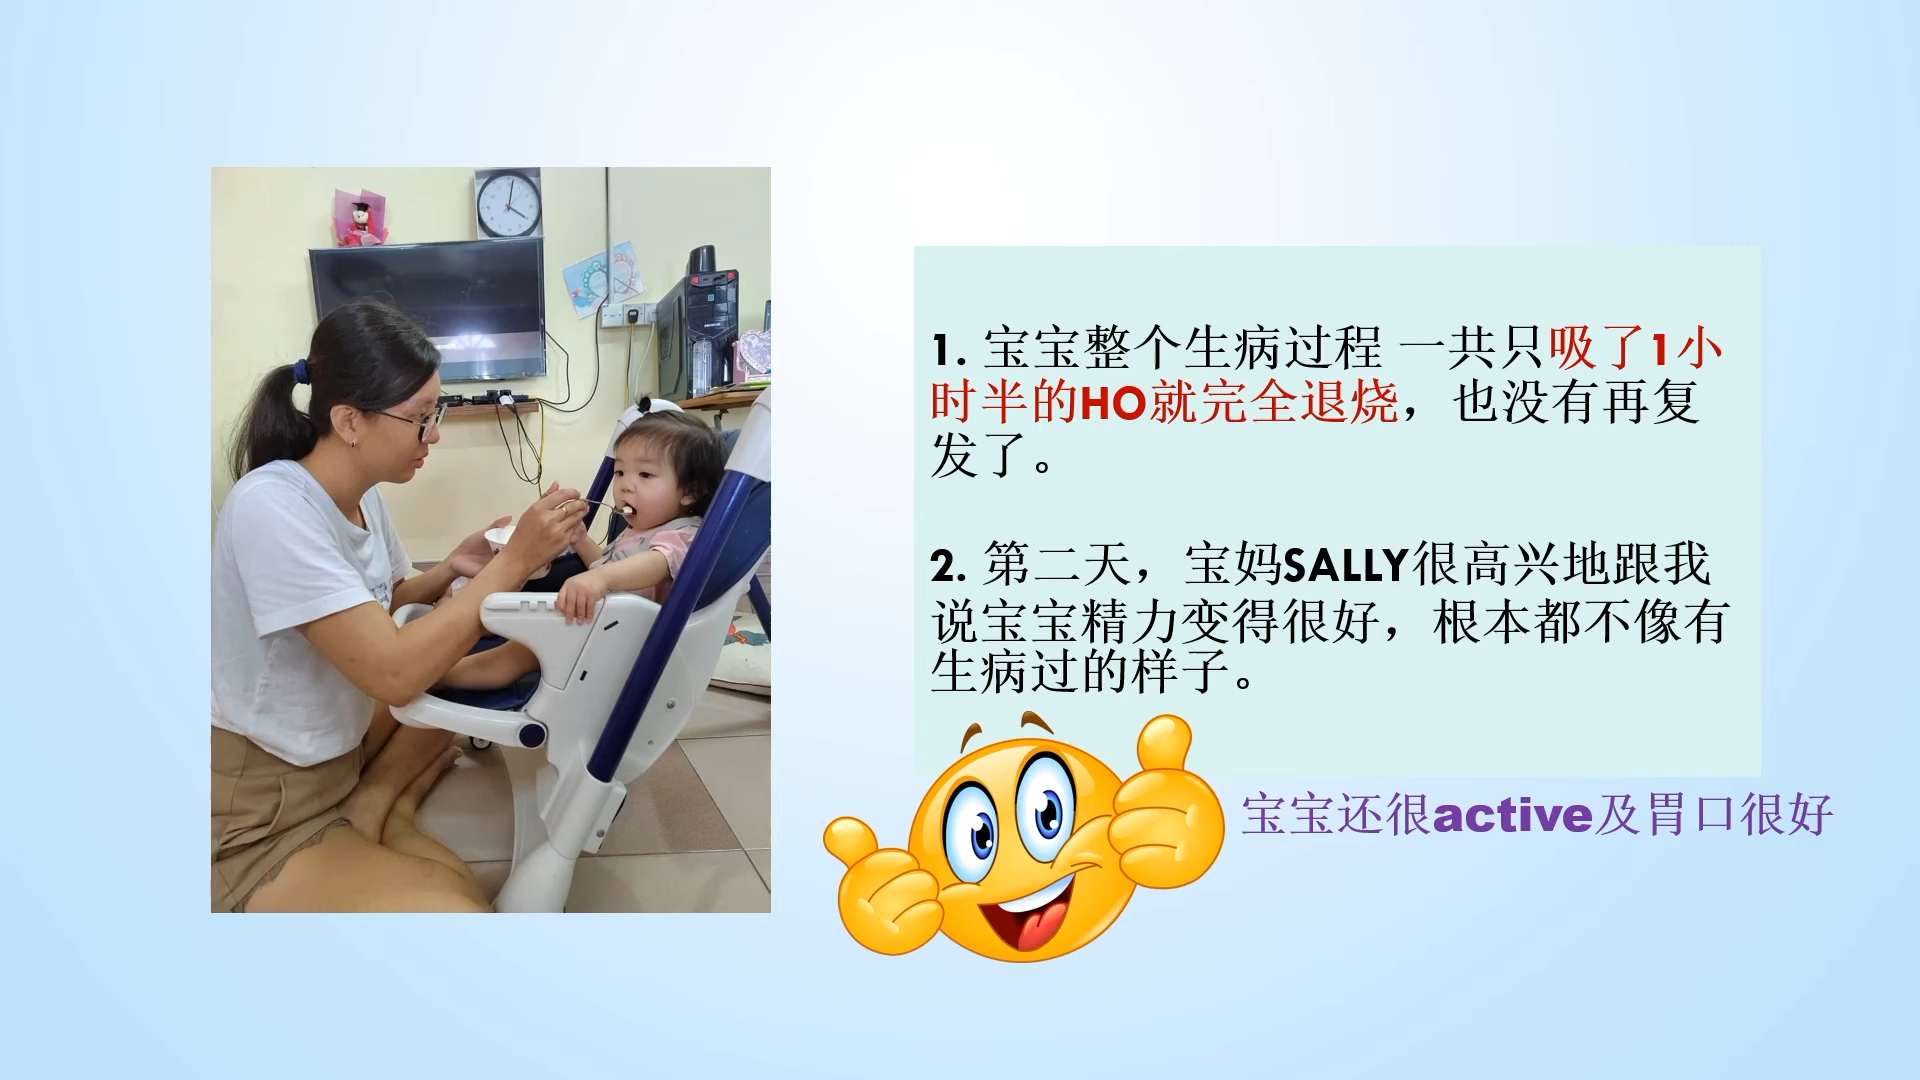 1. 宝宝整个生病过程 一共只吸了1小
时半的HO就完全退烧，也没有再复
发了。
2. 第二天，宝妈SALLY很高兴地跟我
说宝宝精力变得很好，根本都不像有
生病过的样子。
宝宝还很active及胃口很好